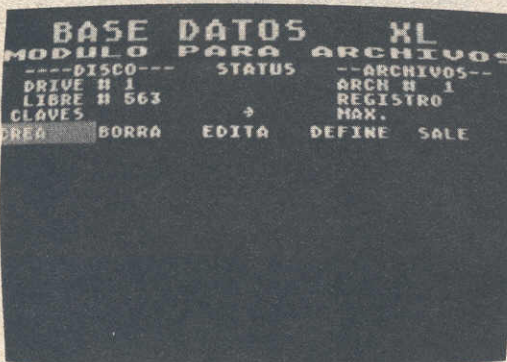 BASE DATOS XL
MODULO PARA ARCHIVOS
----DISCO--- STATUS --ARCHIVOS--
DRIVE # 1 ARCH # 1
LIBRE # 563 REGISTRO
CLAVES → MAX.
CREA BORRA EDITA DEFINE SALE